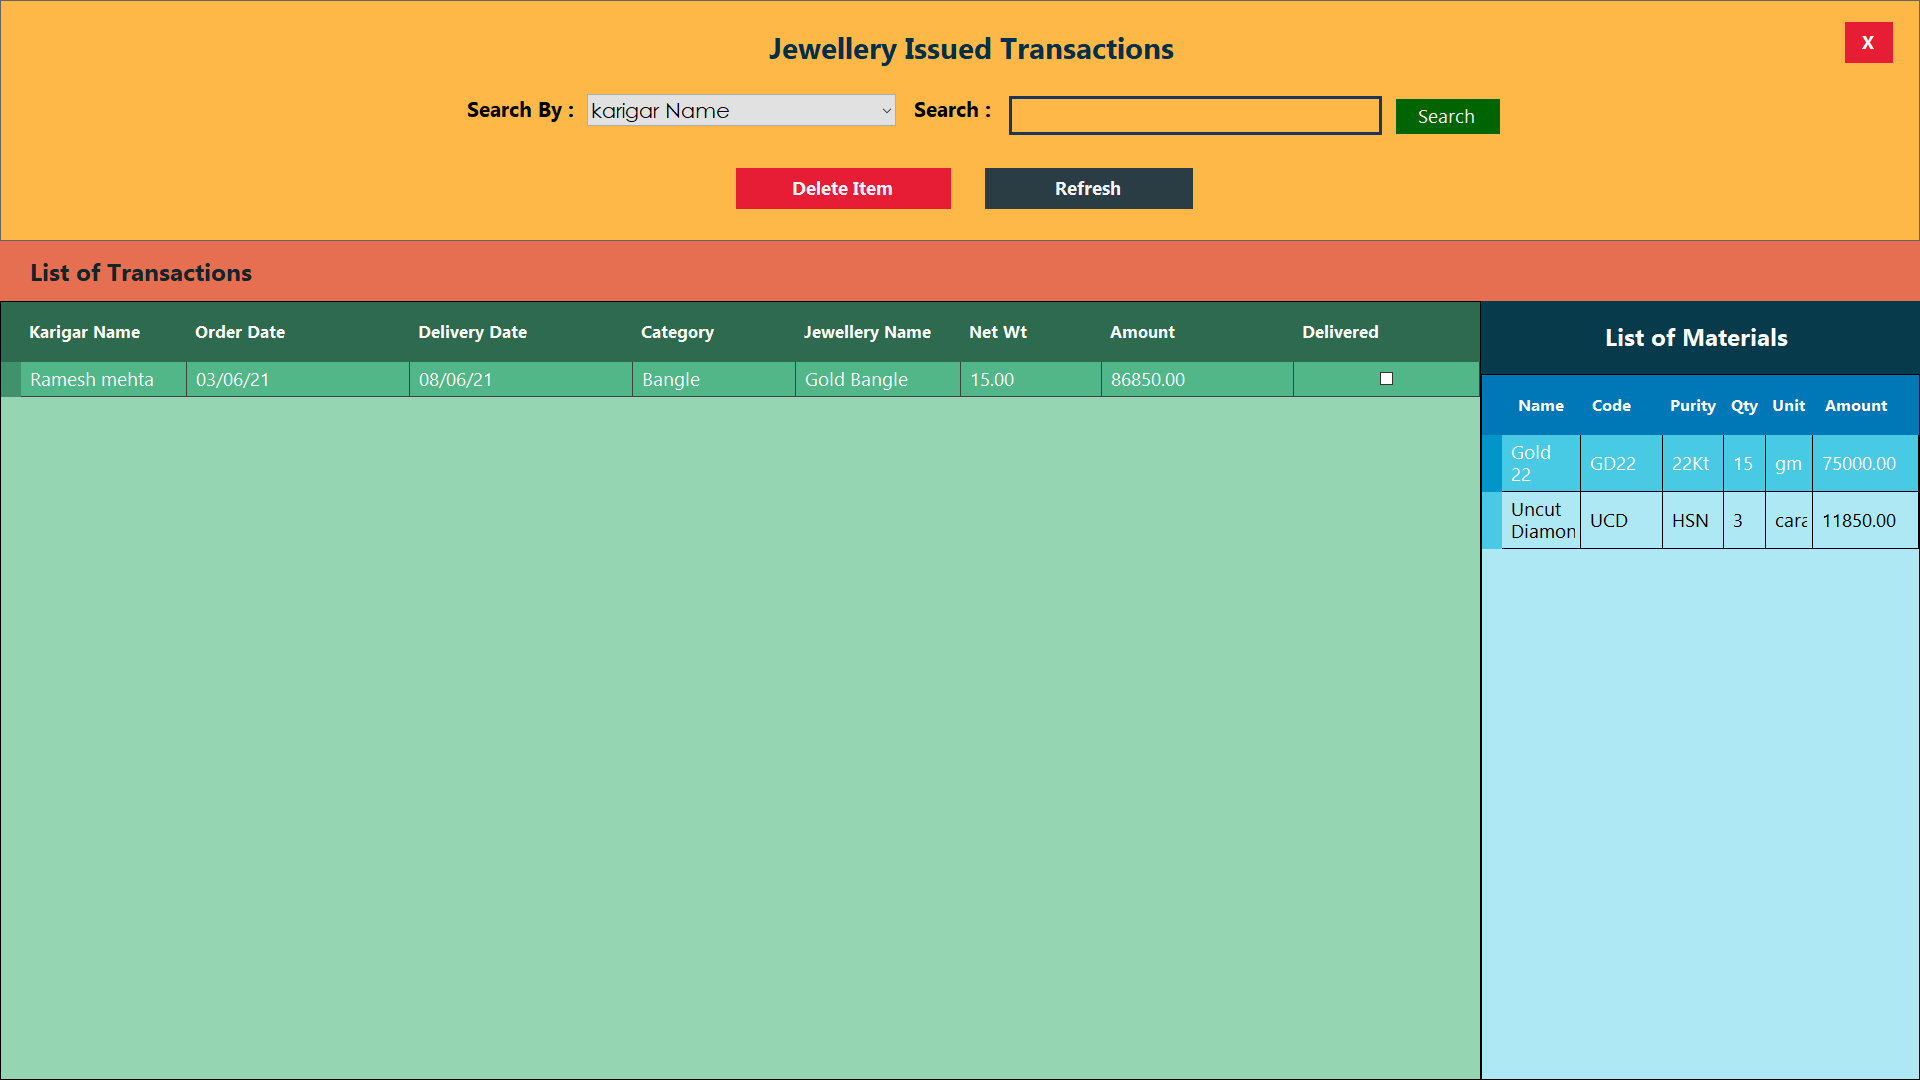 Jewellery Issued Transactions
X
Search By : karigar Name Search : Search
Delete Item Refresh
List of Transactions
Karigar Name Order Date Delivery Date Category Jewellery Name Net Wt Amount Delivered
Ramesh mehta 03/06/21 08/06/21 Bangle Gold Bangle 15.00 86850.00
List of Materials
Name Code Purity Qty Unit Amount
Gold
22 GD22 22Kt 15 gm 75000.00
Uncut
Diamon UCD HSN 3 cara 11850.00